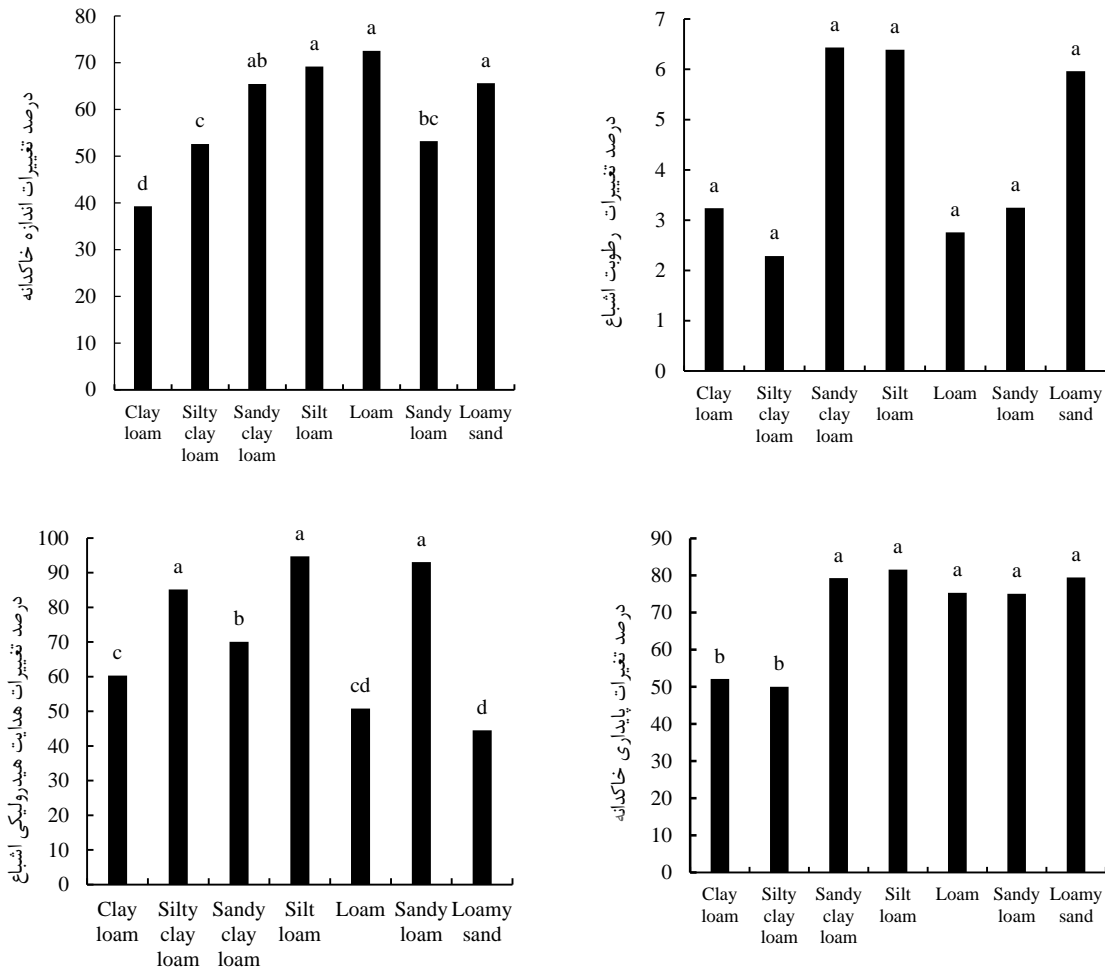 درصد تغییرات اندازه خاکدانه
80
70
60
50
40
30
20
10
0
d
c
ab
a
a
bc
a
Clay loam
Silty clay loam
Sandy clay loam
Silt loam
Loam
Sandy loam
Loamy sand
درصد تغییرات رطوبت اشباع
7
6
5
4
3
2
1
0
a
a
a
a
a
a
a
Clay loam
Silty clay loam
Sandy clay loam
Silt loam
Loam
Sandy loam
Loamy sand
درصد تغییرات هدایت هیدرولیکی اشباع
100
90
80
70
60
50
40
30
20
10
0
c
a
b
a
cd
a
d
Clay loam
Silty clay loam
Sandy clay loam
Silt loam
Loam
Sandy loam
Loamy sand
درصد تغییرات پایداری خاکدانه
90
80
70
60
50
40
30
20
10
0
b
b
a
a
a
a
a
Clay loam
Silty clay loam
Sandy clay loam
Silt loam
Loam
Sandy loam
Loamy sand